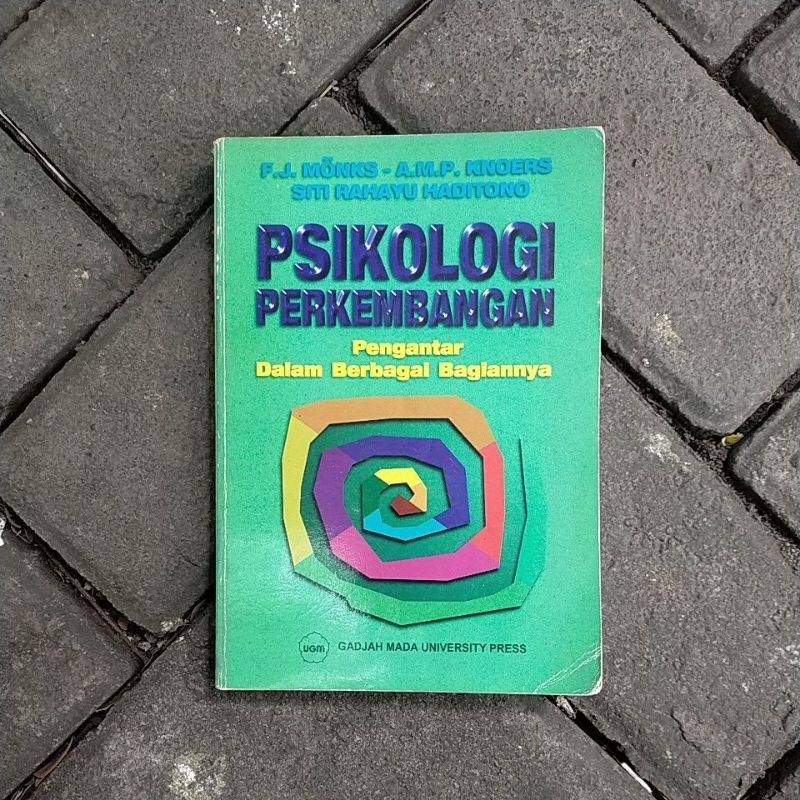 F.J. MÖNKS - A.M.P. KNOERS
SITI RAHAYU HADITONO
PSIKOLOGI
PERKEMBANGAN
Pengantar
Dalam Berbagai Bagiannya
UGM
GADJAH MADA UNIVERSITY PRESS